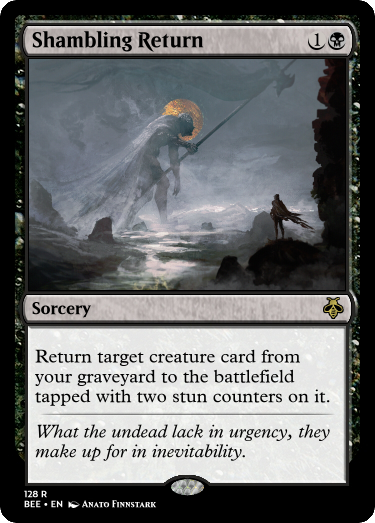 Shambling Return 1
Sorcery
Return target creature card from
your graveyard to the battlefield
tapped with two stun counters on it.
What the undead lack in urgency, they
make up for in inevitability.
128 R
BEE • EN Anato Finnstark